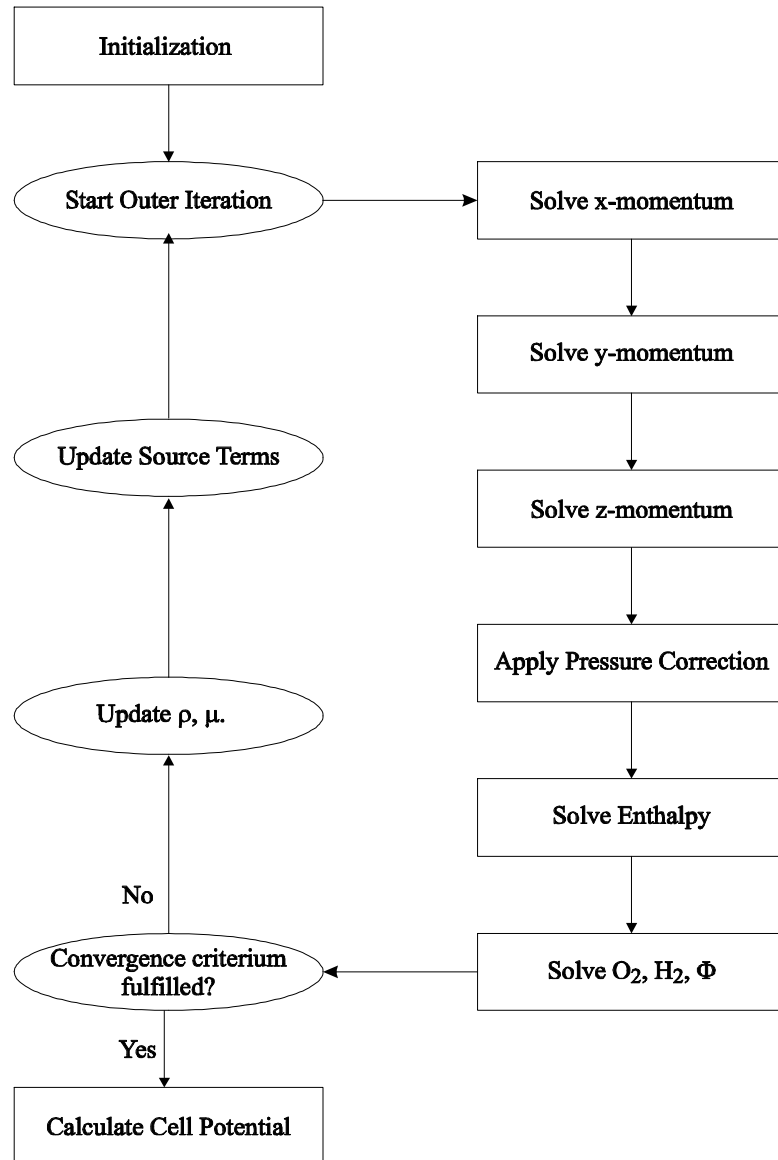 Initialization
Start Outer Iteration
Solve x-momentum
Solve y-momentum
Solve z-momentum
Apply Pressure Correction
Solve Enthalpy
Solve O₂, H₂, Φ
Convergence criterium
fulfilled?
No
Update ρ, μ.
Update Source Terms
Yes
Calculate Cell Potential